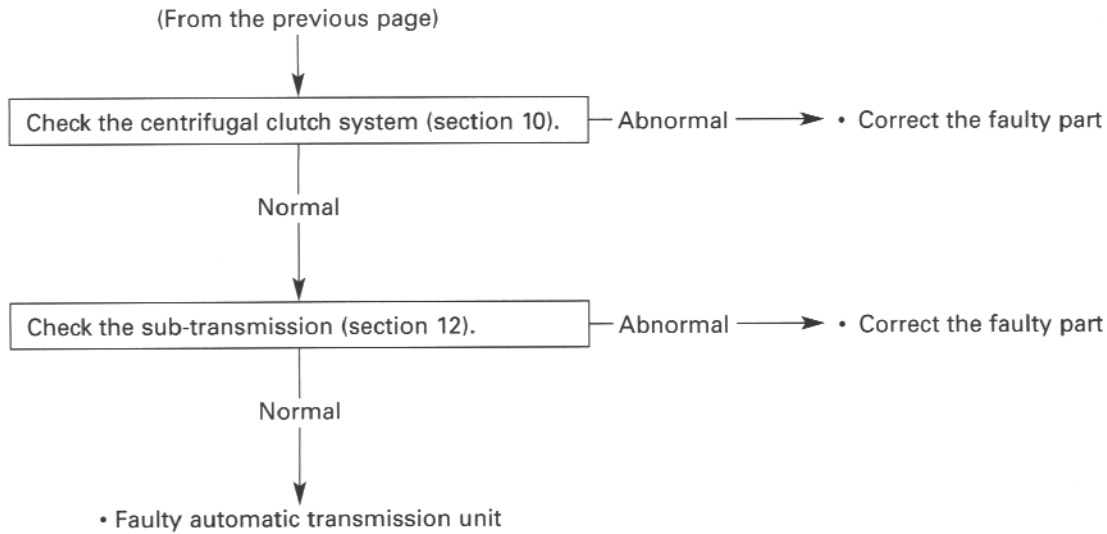 (From the previous page)
Check the centrifugal clutch system (section 10).
Abnormal
• Correct the faulty part
Normal
Check the sub-transmission (section 12).
Abnormal
• Correct the faulty part
Normal
• Faulty automatic transmission unit